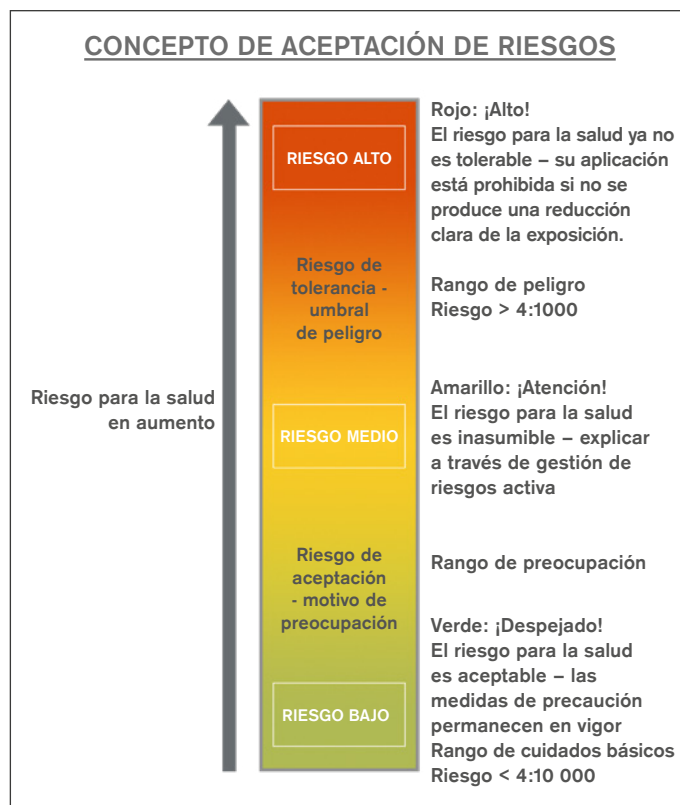 CONCEPTO DE ACEPTACIÓN DE RIESGOS
Riesgo para la salud
en aumento
RIESGO ALTO
Riesgo de
tolerancia -
umbral
de peligro
RIESGO MEDIO
Riesgo de
aceptación
- motivo de
preocupación
RIESGO BAJO
Rojo: ¡Alto!
El riesgo para la salud ya no
es tolerable – su aplicación
está prohibida si no se
produce una reducción
clara de la exposición.
Rango de peligro
Riesgo > 4:1000
Amarillo: ¡Atención!
El riesgo para la salud
es inasumible – explicar
a través de gestión de
riesgos activa
Rango de preocupación
Verde: ¡Despejado!
El riesgo para la salud
es aceptable – las
medidas de precaución
permanecen en vigor
Rango de cuidados básicos
Riesgo < 4:10 000